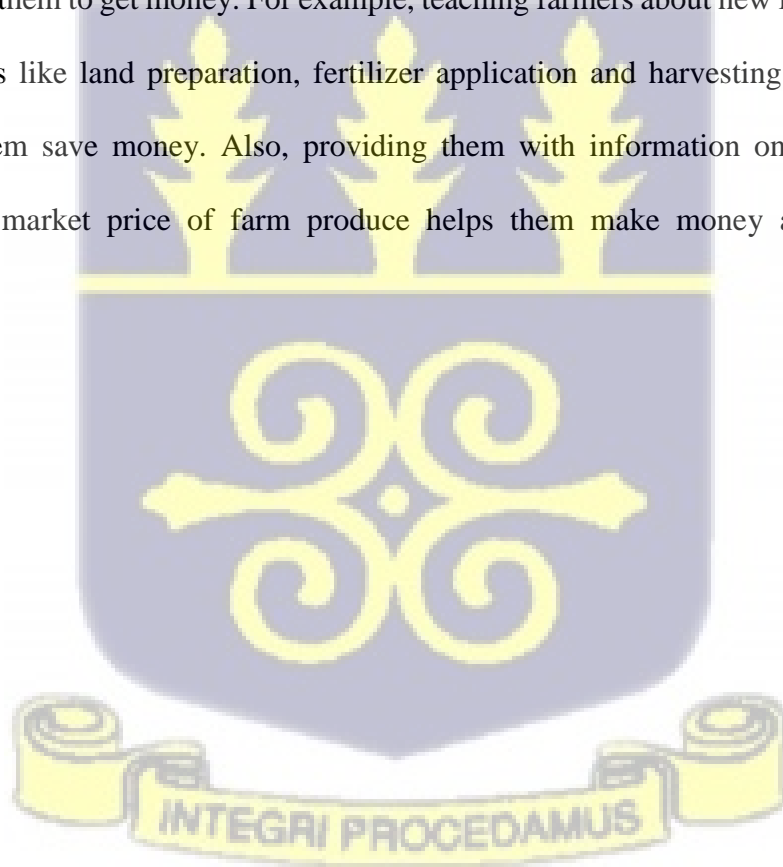 them to get money. For example, teaching farmers about new
like land preparation, fertilizer application and harvesting
save money. Also, providing them with information on
market price of farm produce helps them make money
INTEGRI PROCEDAMUS